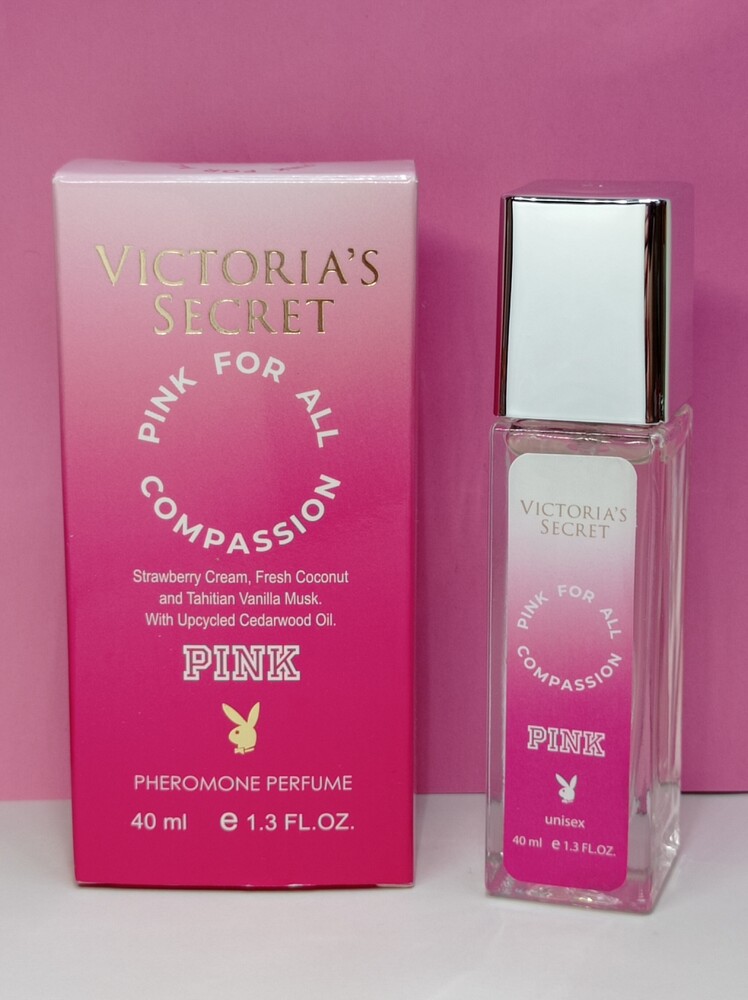 VICTORIA'S
SECRET
PINK FOR ALL
COMPASSION
Strawberry Cream, Fresh Coconut
and Tahitian Vanilla Musk.
With Upcycled Cedarwood Oil.
PINK
PHEROMONE PERFUME
40 ml e 1.3 FL.OZ.
VICTORIA'S
SECRET
PINK FOR ALL
COMPASSION
PINK
unisex
40 ml e 1.3 FL.OZ.